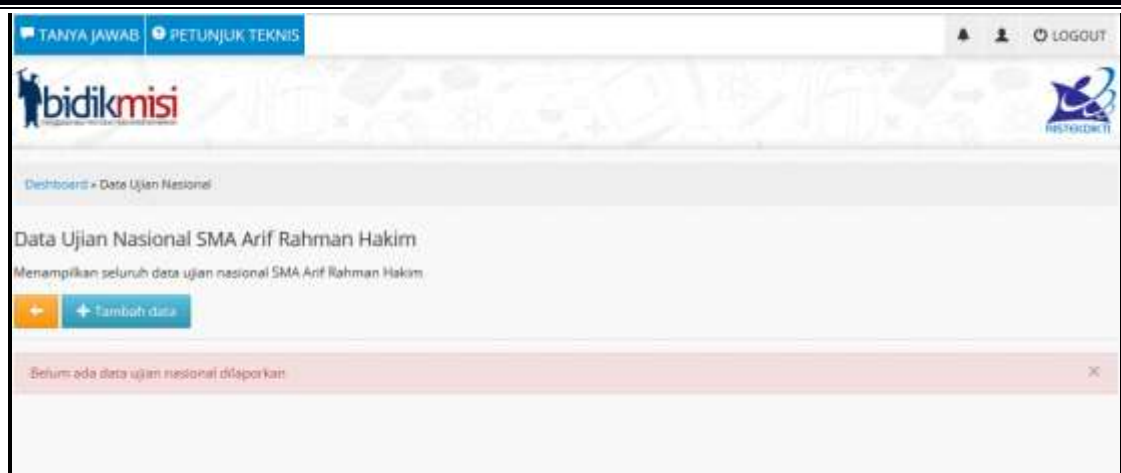 TANYA JAWAB PETUNJUK TEKNIS LOGOUT
bidikmisi
RISTEKDIKTI
Dashboard » Data Ujian Nasional
Data Ujian Nasional SMA Arif Rahman Hakim
Menampilkan seluruh data ujian nasional SMA Arif Rahman Hakim
+ Tambah data
Belum ada data ujian nasional dilaporkan ×